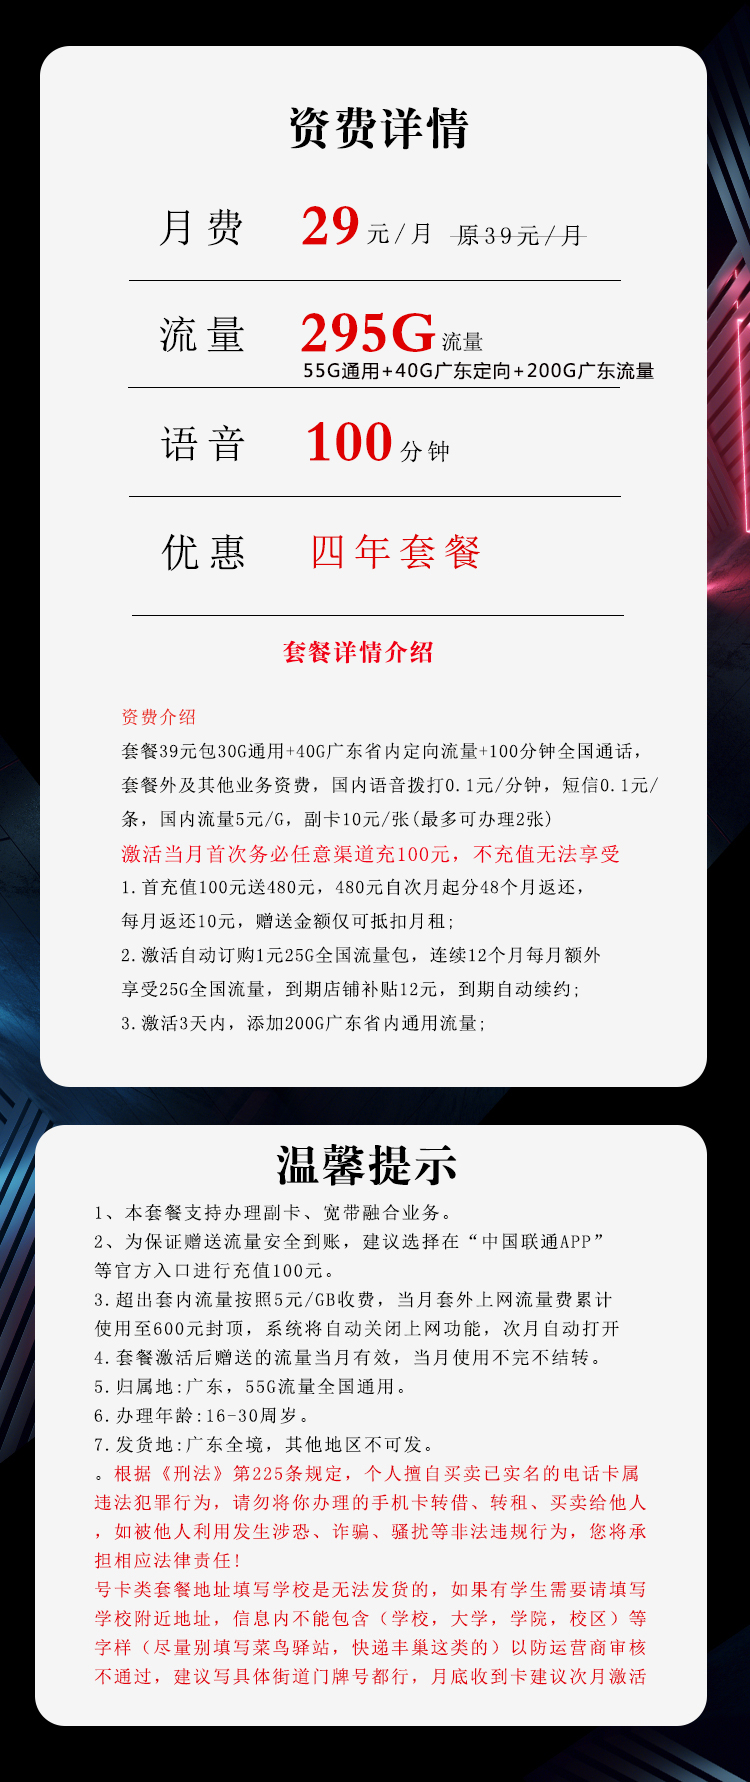 资费详情
月费 29元/月 原39元/月
流量 295G流量
55G通用+40G广东定向+200G广东流量
语音 100分钟
优惠 四年套餐
套餐详情介绍
资费介绍
套餐39元包30G通用+40G广东省内定向流量+100分钟全国通话，
套餐外及其他业务资费，国内语音拨打0.1元/分钟，短信0.1元/
条，国内流量5元/G，副卡10元/张(最多可办理2张)
激活当月首次务必任意渠道充100元，不充值无法享受
1.首充值100元送480元，480元自次月起分48个月返还，
每月返还10元，赠送金额仅可抵扣月租;
2.激活自动订购1元25G全国流量包，连续12个月每月额外
享受25G全国流量，到期店铺补贴12元，到期自动续约;
3.激活3天内，添加200G广东省内通用流量;
温馨提示
1、本套餐支持办理副卡、宽带融合业务。
2、为保证赠送流量安全到账，建议选择在“中国联通APP”
等官方入口进行充值100元。
3.超出套内流量按照5元/GB收费，当月套外上网流量费累计
使用至600元封顶，系统将自动关闭上网功能，次月自动打开
4.套餐激活后赠送的流量当月有效，当月使用不完不结转。
5.归属地:广东，55G流量全国通用。
6.办理年龄:16-30周岁。
7.发货地:广东全境，其他地区不可发。
。根据《刑法》第225条规定，个人擅自买卖已实名的电话卡属
违法犯罪行为，请勿将你办理的手机卡转借、转租、买卖给他人
，如被他人利用发生涉恐、诈骗、骚扰等非法违规行为，您将承
担相应法律责任!
号卡类套餐地址填写学校是无法发货的，如果有学生需要请填写
学校附近地址，信息内不能包含（学校，大学，学院，校区）等
字样（尽量别填写菜鸟驿站，快递丰巢这类的）以防运营商审核
不通过，建议写具体街道门牌号都行，月底收到卡建议次月激活